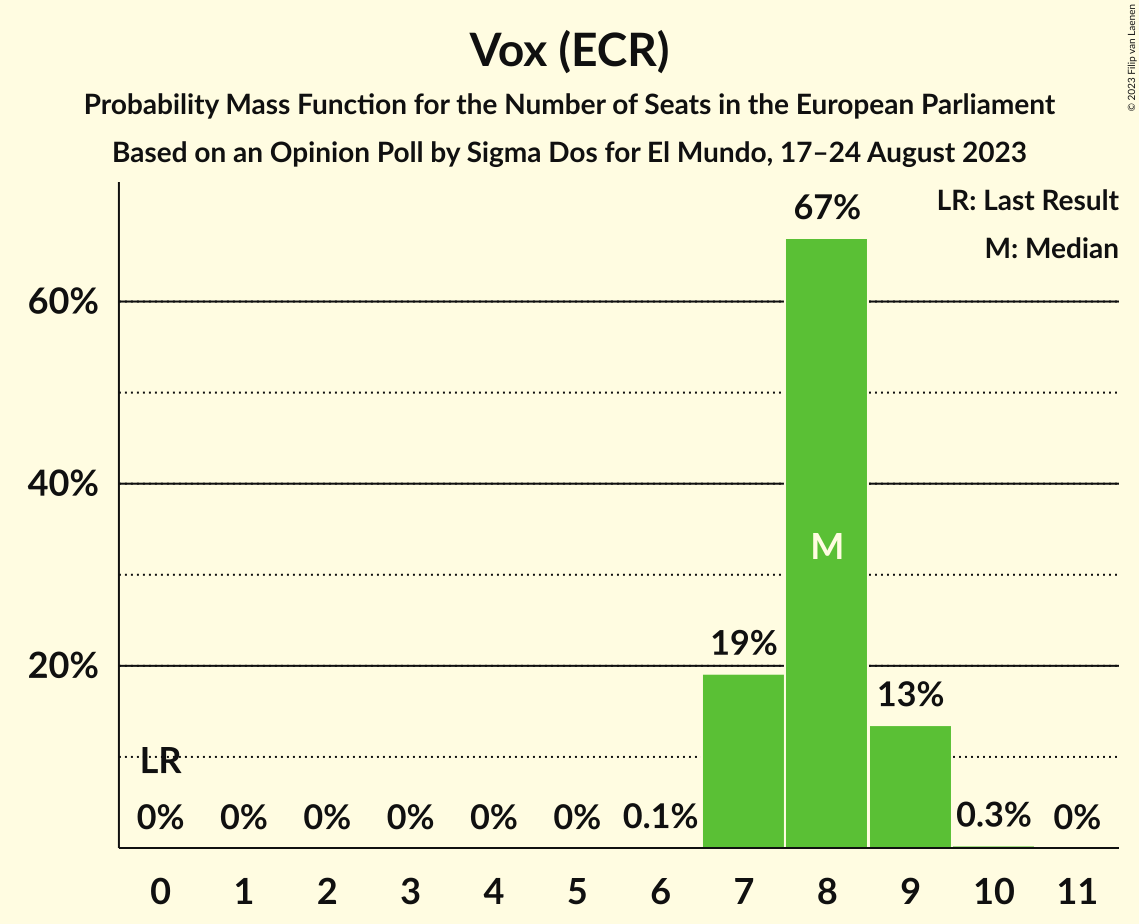 © 2023 Filip van Laenen
Vox (ECR)
Probability Mass Function for the Number of Seats in the European Parliament
Based on an Opinion Poll by Sigma Dos for El Mundo, 17–24 August 2023
LR: Last Result
M: Median
67%
60%
40%
M
19%
20%
13%
LR
0% 0% 0% 0% 0% 0% 0.1% 0.3% 0%
0 1 2 3 4 5 6 7 8 9 10 11